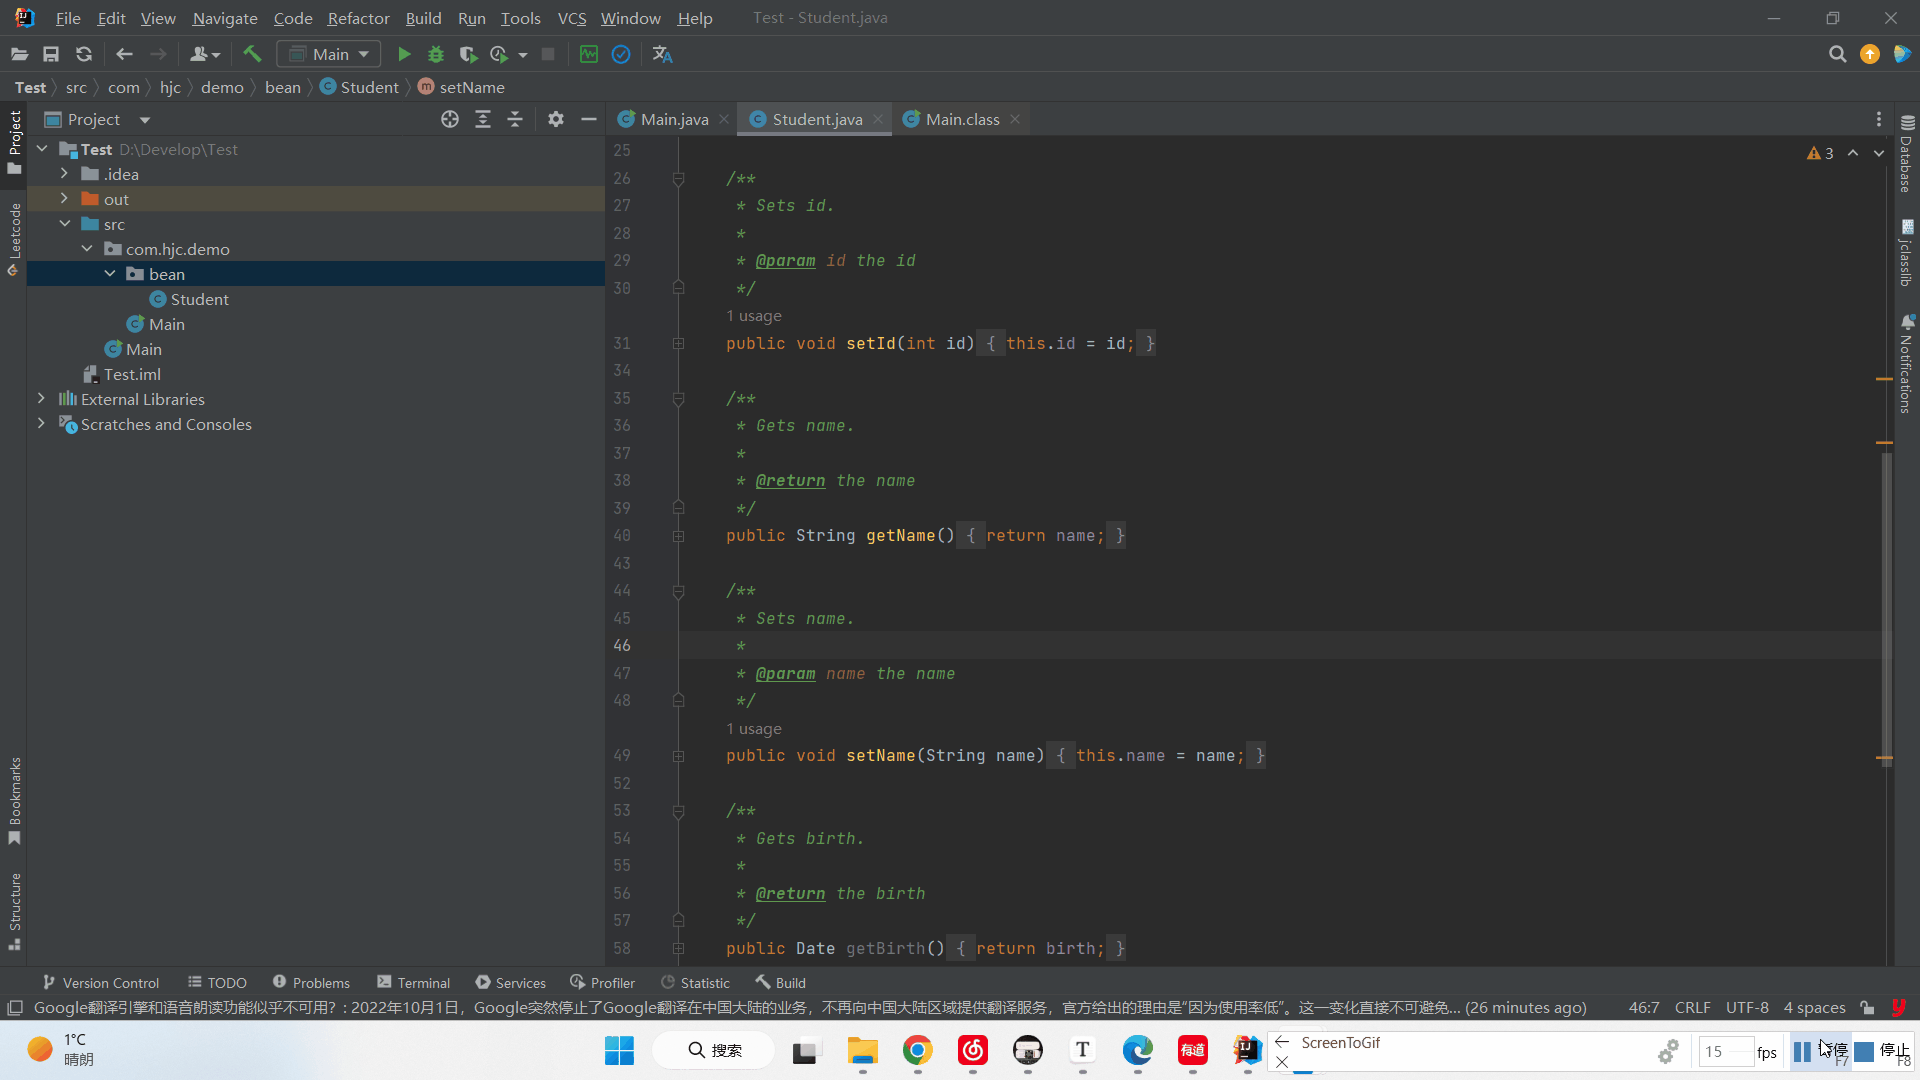 File Edit View Navigate Code Refactor Build Run Tools VCS Window Help Test - Student.java
Main
Test src com hjc demo bean Student setName
Project
Main.java Student.java Main.class
Project
Leetcode
Bookmarks
Structure
Test D:\Develop\Test
.idea
out
src
com.hjc.demo
bean
Student
Main
Main
Test.iml
External Libraries
Scratches and Consoles
3
25
26 /**
27 * Sets id.
28 *
29 * @param id the id
30 */
1 usage
31 public void setId(int id) { this.id = id; }
34
35 /**
36 * Gets name.
37 *
38 * @return the name
39 */
40 public String getName() { return name; }
43
44 /**
45 * Sets name.
46 *
47 * @param name the name
48 */
1 usage
49 public void setName(String name) { this.name = name; }
52
53 /**
54 * Gets birth.
55 *
56 * @return the birth
57 */
58 public Date getBirth() { return birth; }
Database
jclasslib
Notifications
Version Control TODO Problems Terminal Services Profiler Statistic Build
Google翻译引擎和语音朗读功能似乎不可用?: 2022年10月1日，Google突然停止了Google翻译在中国大陆的业务，不再向中国大陆区域提供翻译服务，官方给出的理由是“因为使用率低”。这一变化直接不可避免... (26 minutes ago) 46:7 CRLF UTF-8 4 spaces
1°C
晴朗
搜索
有道
T
IJ
ScreenToGif
15 fps
停 F7
停止 F8